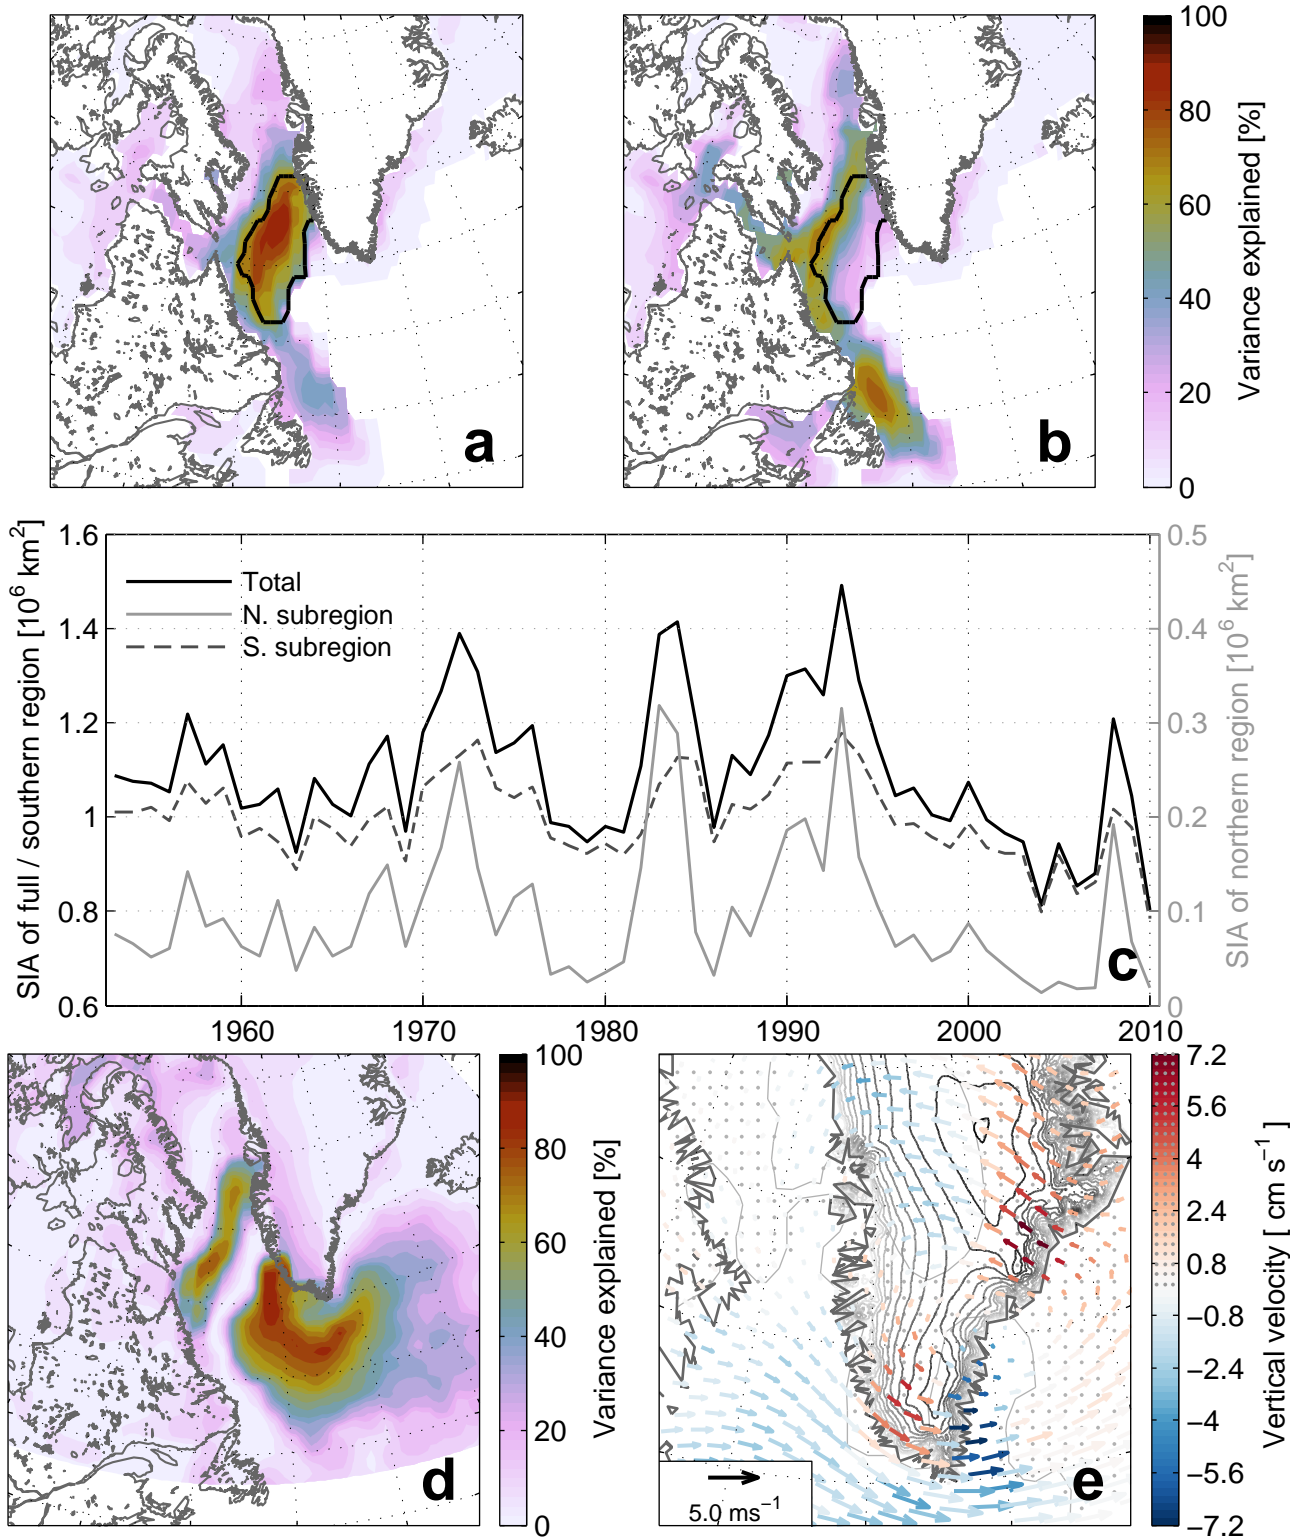 100
80
60
40
20
0
Variance explained [%]
a
b
SIA of full / southern region [10⁶ km²]
1.6
1.4
1.2
1
0.8
0.6
Total
N. subregion
S. subregion
0.5
0.4
0.3
0.2
0.1
0
SIA of northern region [10⁶ km²]
c
1960
1970
1980
1990
2000
2010
100
80
60
40
20
0
Variance explained [%]
d
5.0 ms⁻¹
e
7.2
5.6
4
2.4
0.8
−0.8
−2.4
−4
−5.6
−7.2
Vertical velocity [ cm s⁻¹ ]